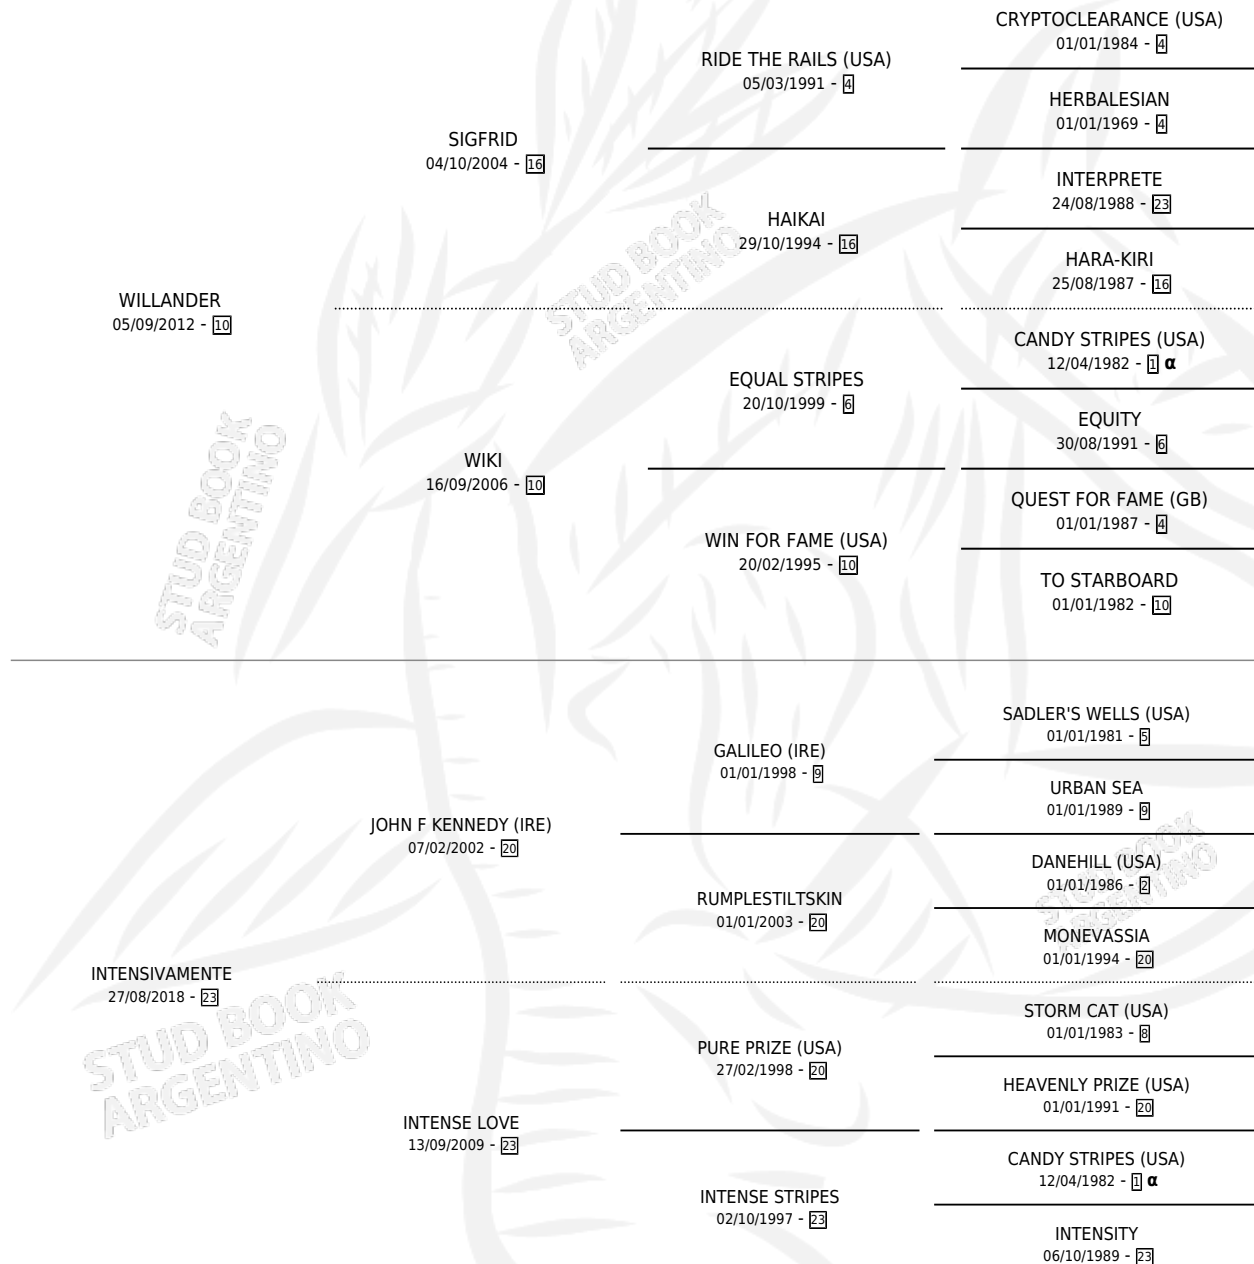 CRYPTOCLEARANCE (USA)
01/01/1984 - 4
RIDE THE RAILS (USA)
05/03/1991 - 4
HERBALESIAN
01/01/1969 - 4
SIGFRID
04/10/2004 - 16
INTERPRETE
24/08/1988 - 23
HAIKAI
29/10/1994 - 16
HARA-KIRI
25/08/1987 - 16
WILLANDER
05/09/2012 - 10
STUD BOOK
ARGENTINO
CANDY STRIPES (USA)
12/04/1982 - 1 α
EQUAL STRIPES
20/10/1999 - 6
EQUITY
30/08/1991 - 6
WIKI
16/09/2006 - 10
QUEST FOR FAME (GB)
01/01/1987 - 4
WIN FOR FAME (USA)
20/02/1995 - 10
TO STARBOARD
01/01/1982 - 10
STUD BOOK
ARGENTINO
SADLER'S WELLS (USA)
01/01/1981 - 5
GALILEO (IRE)
01/01/1998 - 9
URBAN SEA
01/01/1989 - 9
JOHN F KENNEDY (IRE)
07/02/2002 - 20
DANEHILL (USA)
01/01/1986 - 2
RUMPLESTILTSKIN
01/01/2003 - 20
MONEVASSIA
01/01/1994 - 20
STUD BOOK
ARGENTINO
INTENSIVAMENTE
27/08/2018 - 23
STUD BOOK
ARGENTINO
STORM CAT (USA)
01/01/1983 - 8
PURE PRIZE (USA)
27/02/1998 - 20
HEAVENLY PRIZE (USA)
01/01/1991 - 20
INTENSE LOVE
13/09/2009 - 23
CANDY STRIPES (USA)
12/04/1982 - 1 α
INTENSE STRIPES
02/10/1997 - 23
INTENSITY
06/10/1989 - 23